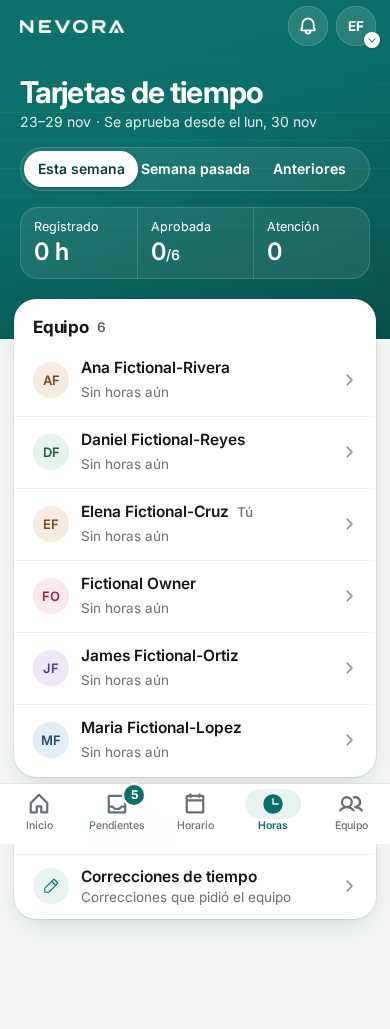 NEVORA
EF
Tarjetas de tiempo
23–29 nov · Se aprueba desde el lun, 30 nov
Esta semana Semana pasada Anteriores
Registrado Aprobada Atención
0 h 0/6 0
Equipo 6
AF Ana Fictional-Rivera
Sin horas aún
DF Daniel Fictional-Reyes
Sin horas aún
EF Elena Fictional-Cruz Tú
Sin horas aún
FO Fictional Owner
Sin horas aún
JF James Fictional-Ortiz
Sin horas aún
MF Maria Fictional-Lopez
Sin horas aún
5
Inicio Pendientes Horario Horas Equipo
Correcciones de tiempo
Correcciones que pidió el equipo